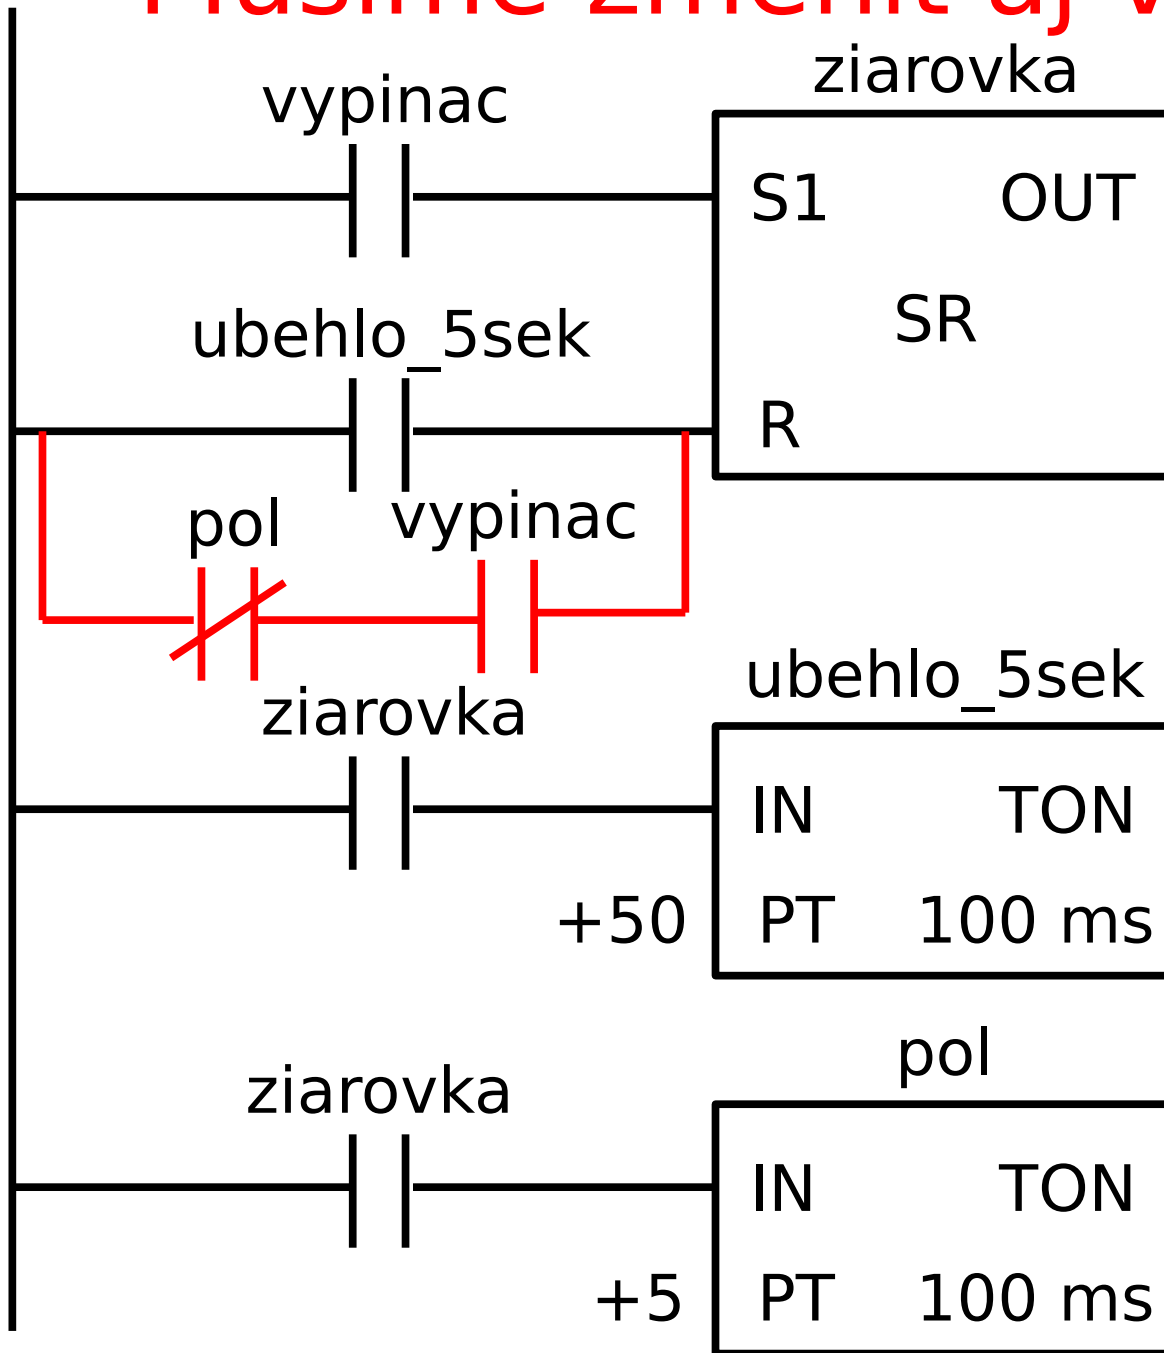 vypinac
ziarovka
S1 OUT
SR
ubehlo_5sek
R
pol
vypinac
ziarovka
ubehlo_5sek
IN TON
+50 PT 100 ms
ziarovka
pol
IN TON
+5 PT 100 ms